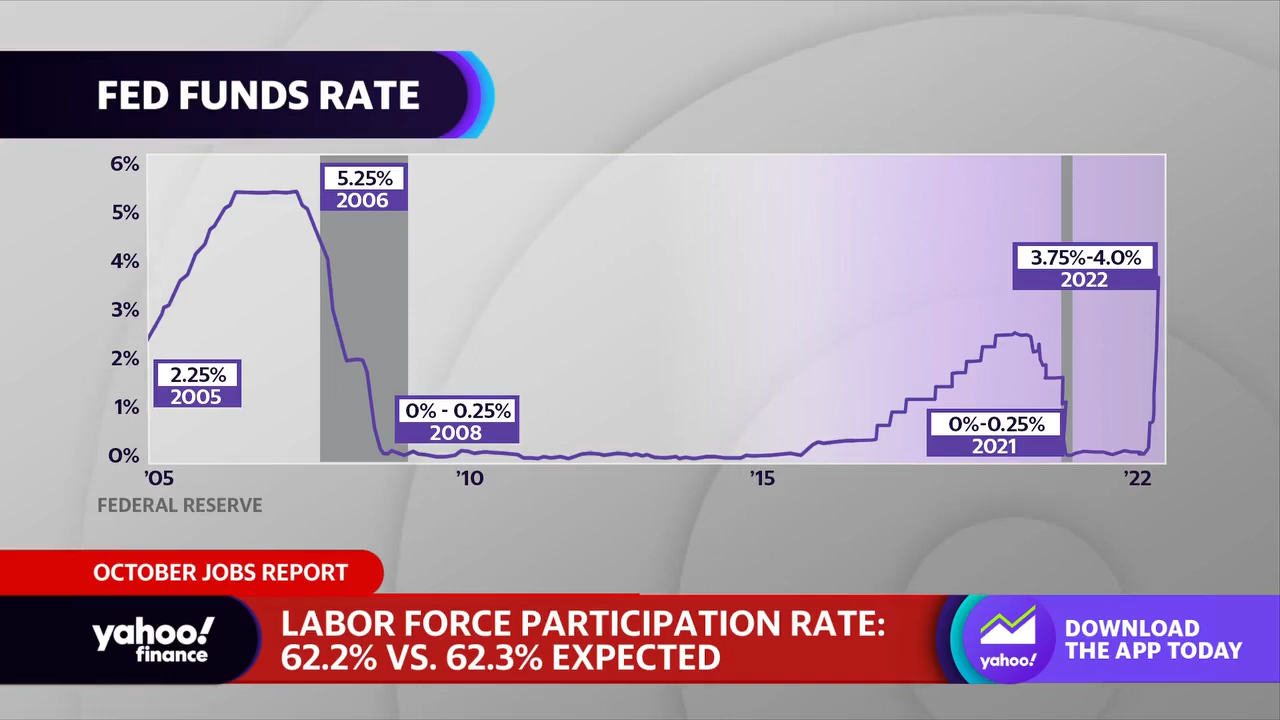 FED FUNDS RATE
6%
5%
4%
3%
2%
1%
0%
5.25%
2006
3.75%-4.0%
2022
2.25%
2005
0% - 0.25%
2008
0%-0.25%
2021
’05
’10
’15
’22
FEDERAL RESERVE
OCTOBER JOBS REPORT
yahoo!
finance
LABOR FORCE PARTICIPATION RATE:
62.2% VS. 62.3% EXPECTED
yahoo!
DOWNLOAD
THE APP TODAY